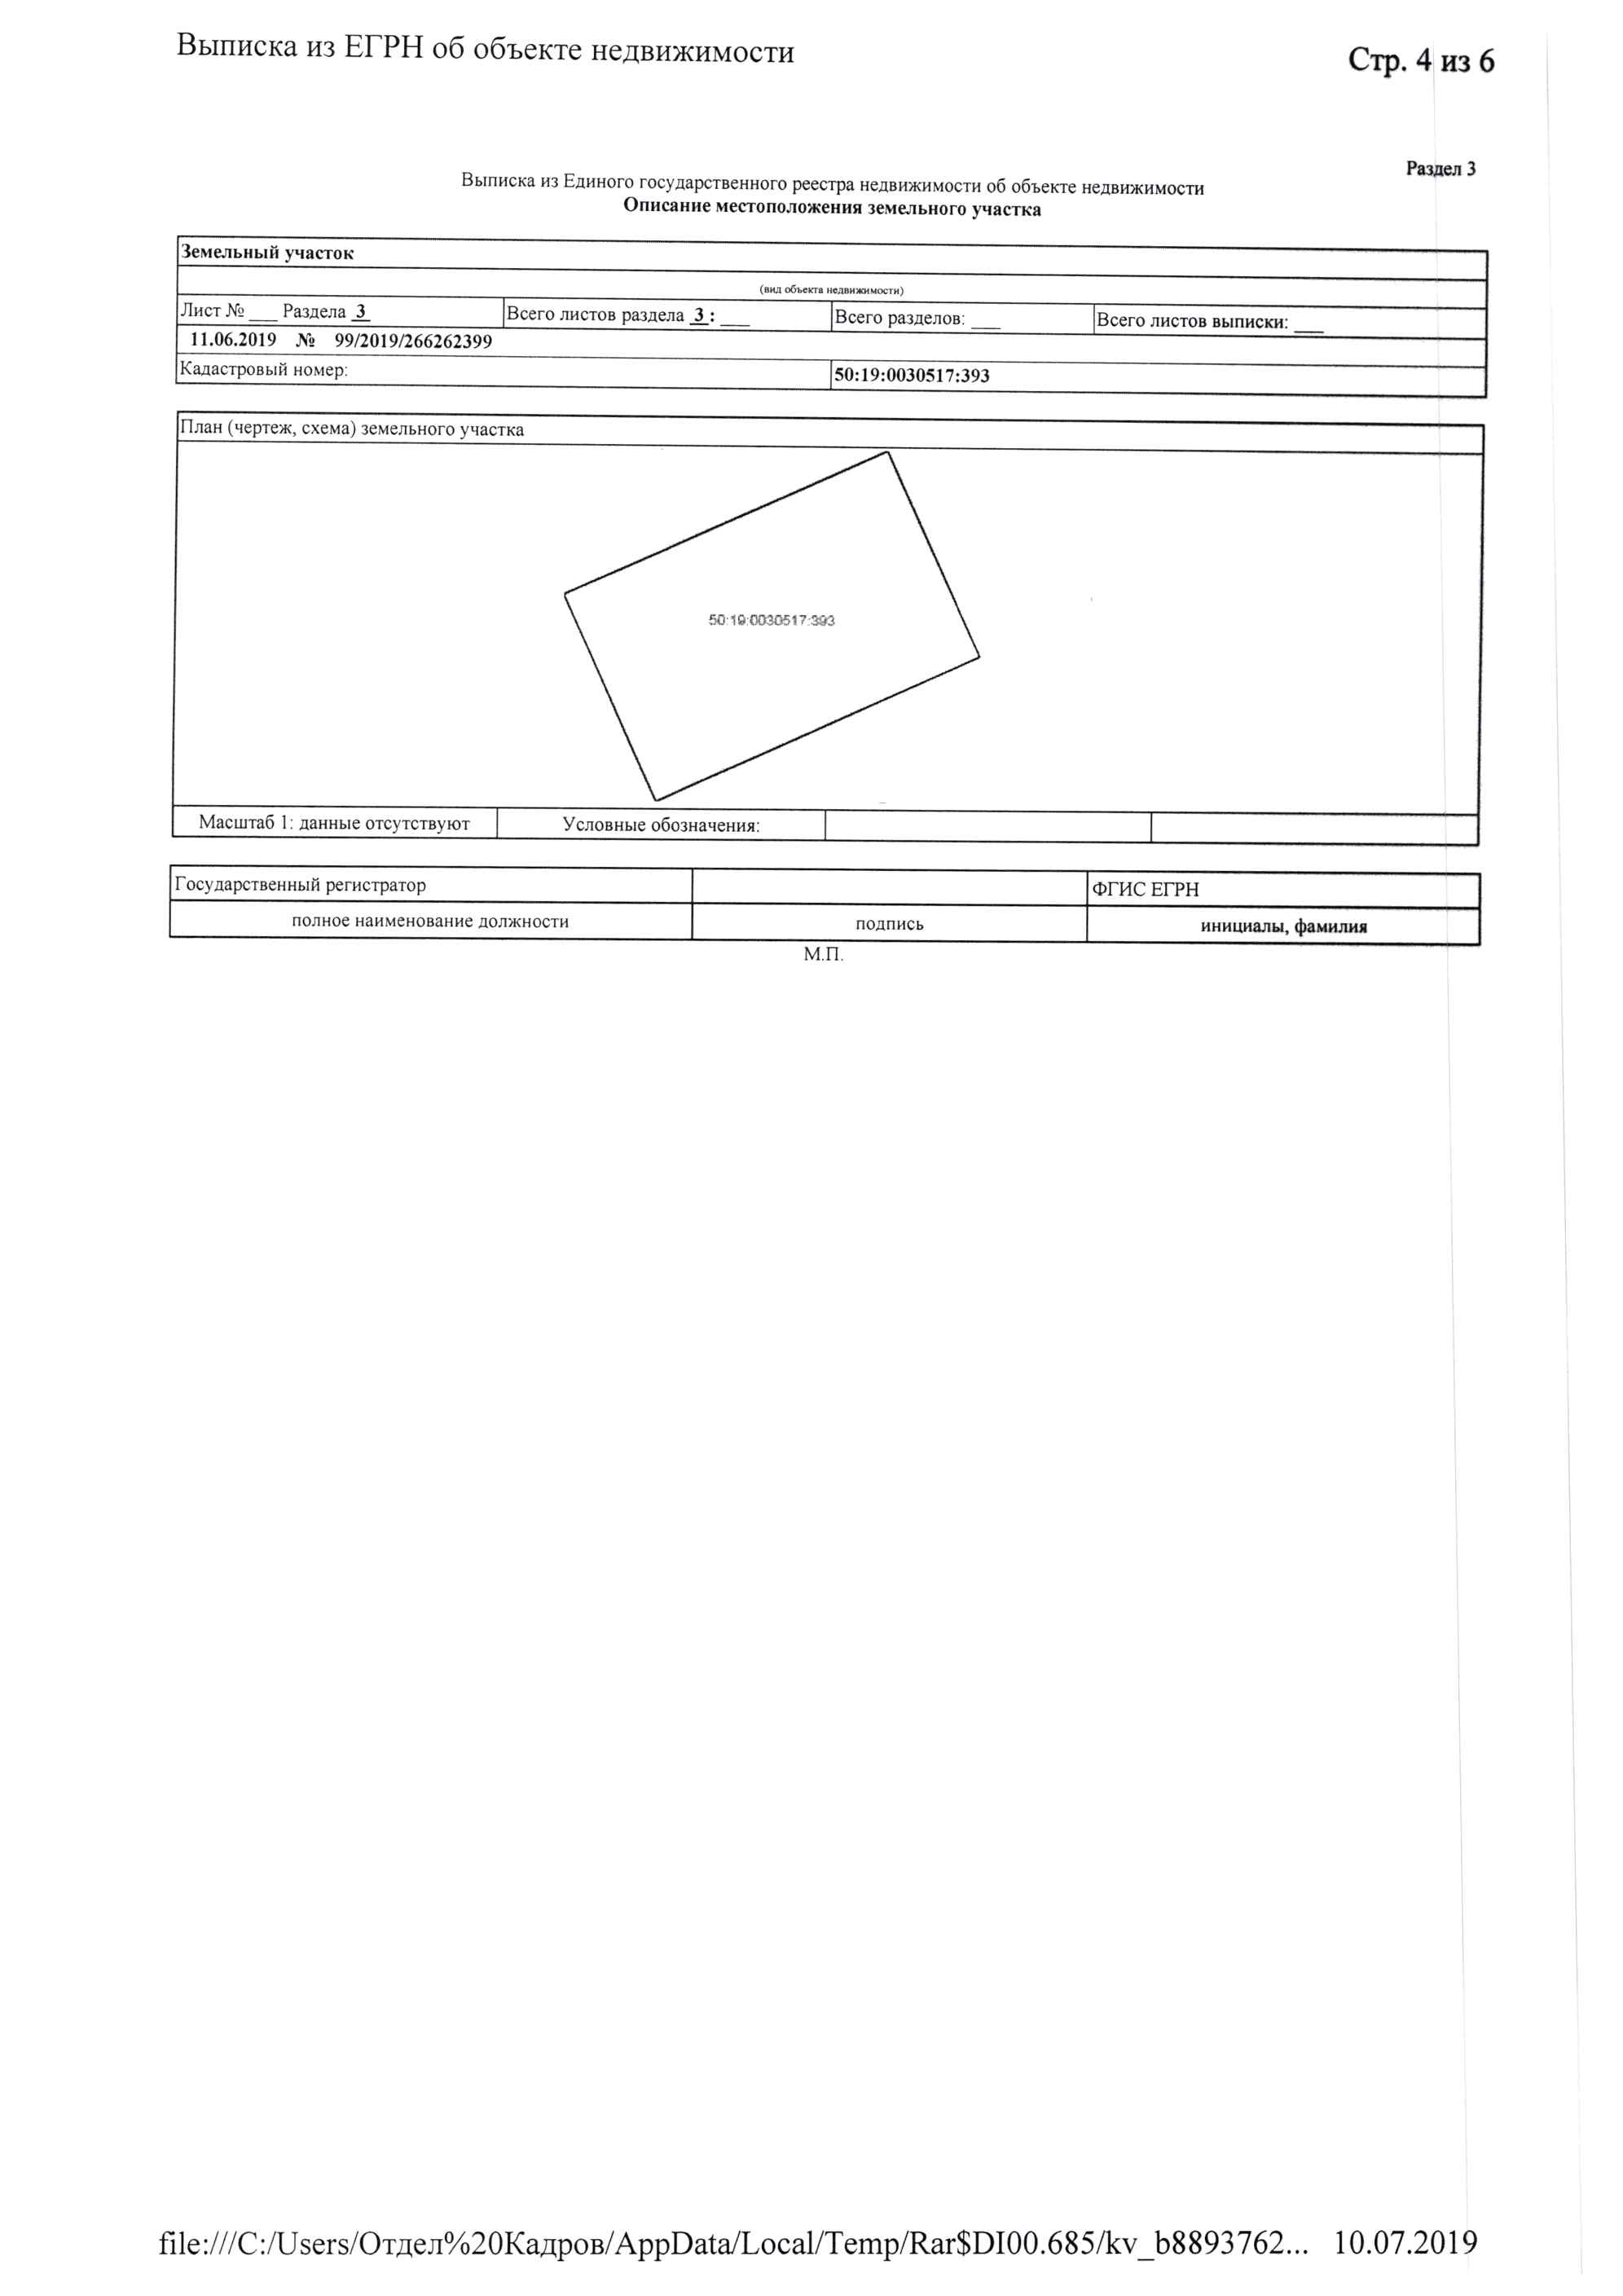 Выписка из ЕГРН об объекте недвижимости
Стр. 4 из 6
Раздел 3
Выписка из Единого государственного реестра недвижимости об объекте недвижимости
Описание местоположения земельного участка
Земельный участок
(вид объекта недвижимости)
Лист № ___ Раздела 3 Всего листов раздела 3 : ___ Всего разделов: ___ Всего листов выписки: ___
11.06.2019 № 99/2019/266262399
Кадастровый номер: 50:19:0030517:393
План (чертеж, схема) земельного участка
50:19:0030517:393
Масштаб 1: данные отсутствуют Условные обозначения:
Государственный регистратор ФГИС ЕГРН
полное наименование должности подпись инициалы, фамилия
М.П.
file:///C:/Users/Отдел%20Кадров/AppData/Local/Temp/Rar$DI00.685/kv_b8893762... 10.07.2019